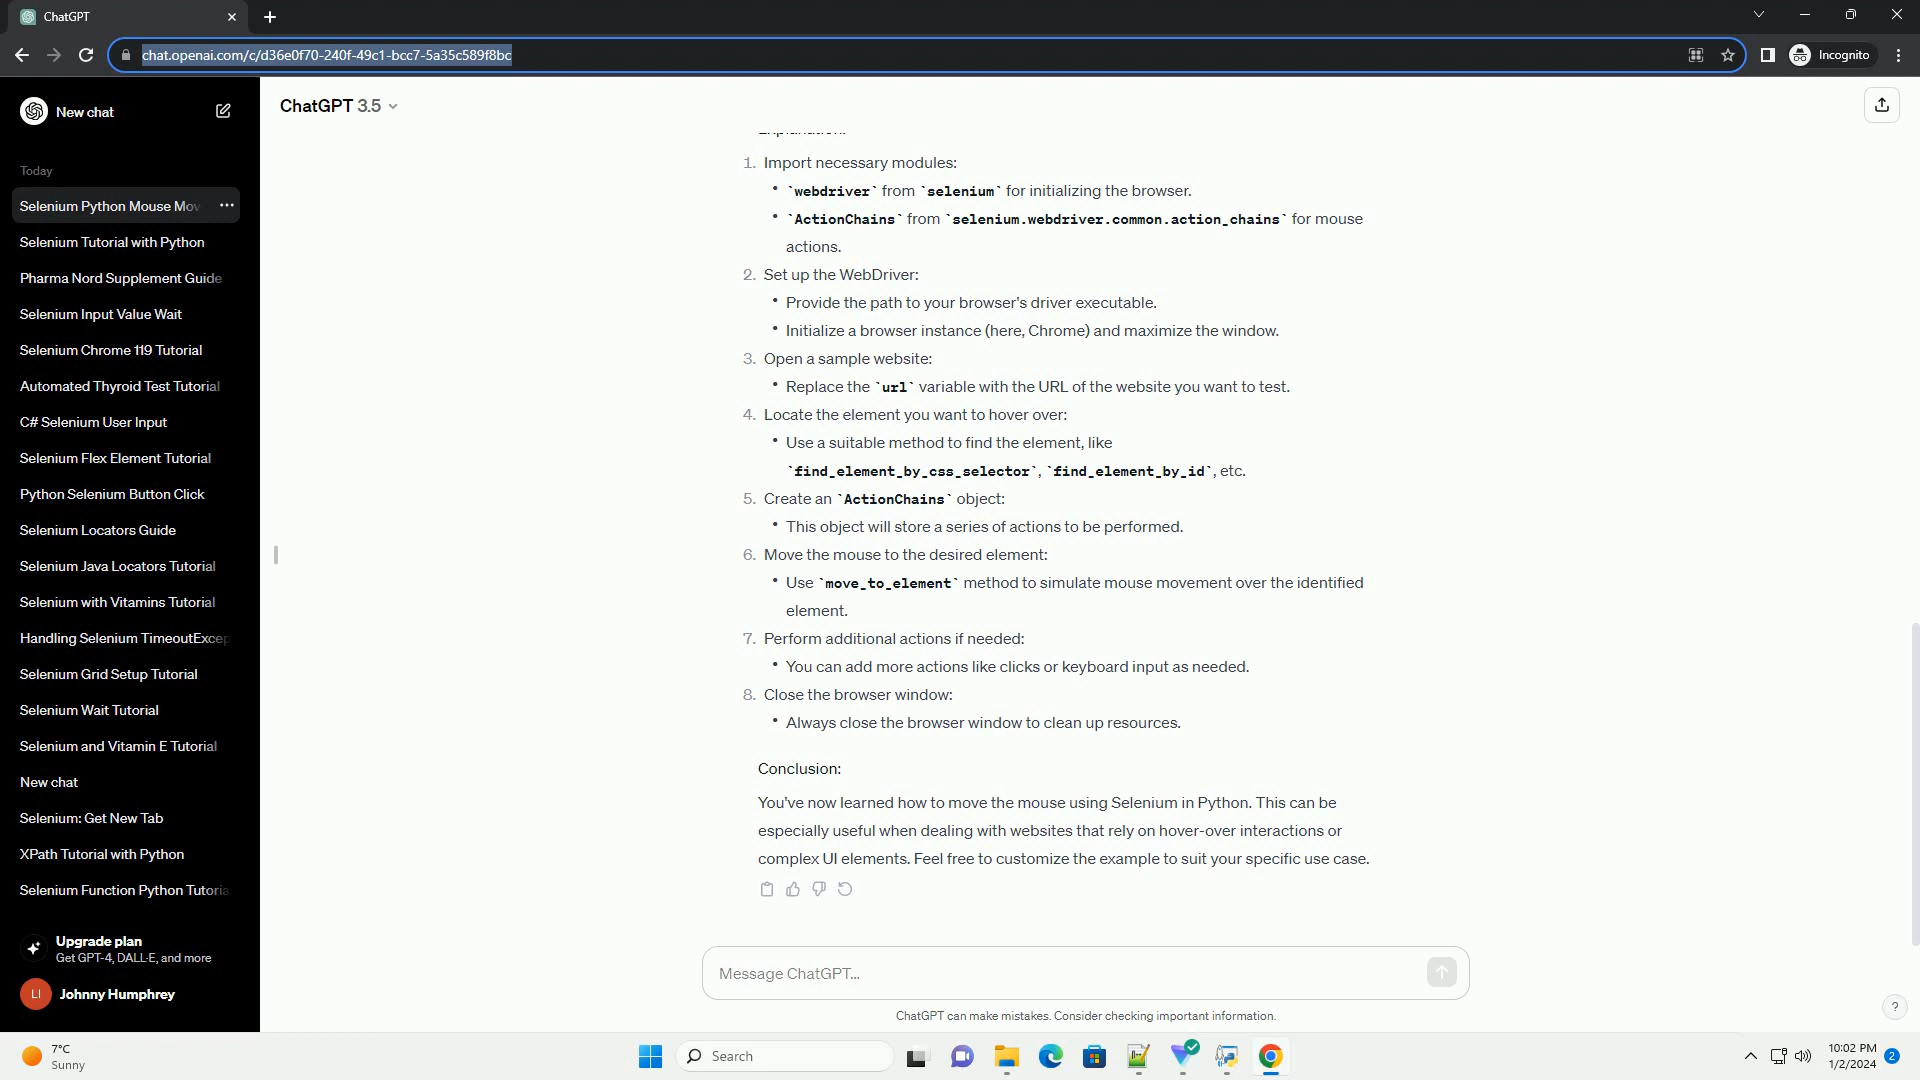 ChatGPT
chat.openai.com/c/d36e0f70-240f-49c1-bcc7-5a35c589f8bc
Incognito
New chat
Today
Selenium Python Mouse Mov
Selenium Tutorial with Python
Pharma Nord Supplement Guide
Selenium Input Value Wait
Selenium Chrome 119 Tutorial
Automated Thyroid Test Tutorial
C# Selenium User Input
Selenium Flex Element Tutorial
Python Selenium Button Click
Selenium Locators Guide
Selenium Java Locators Tutorial
Selenium with Vitamins Tutorial
Handling Selenium TimeoutExcep
Selenium Grid Setup Tutorial
Selenium Wait Tutorial
Selenium and Vitamin E Tutorial
New chat
Selenium: Get New Tab
XPath Tutorial with Python
Selenium Function Python Tutoria
Upgrade plan
Get GPT-4, DALL·E, and more
LI
Johnny Humphrey
ChatGPT 3.5
1. Import necessary modules:
• `webdriver` from `selenium` for initializing the browser.
• `ActionChains` from `selenium.webdriver.common.action_chains` for mouse
actions.
2. Set up the WebDriver:
• Provide the path to your browser's driver executable.
• Initialize a browser instance (here, Chrome) and maximize the window.
3. Open a sample website:
• Replace the `url` variable with the URL of the website you want to test.
4. Locate the element you want to hover over:
• Use a suitable method to find the element, like
`find_element_by_css_selector`, `find_element_by_id`, etc.
5. Create an `ActionChains` object:
• This object will store a series of actions to be performed.
6. Move the mouse to the desired element:
• Use `move_to_element` method to simulate mouse movement over the identified
element.
7. Perform additional actions if needed:
• You can add more actions like clicks or keyboard input as needed.
8. Close the browser window:
• Always close the browser window to clean up resources.
Conclusion:
You've now learned how to move the mouse using Selenium in Python. This can be
especially useful when dealing with websites that rely on hover-over interactions or
complex UI elements. Feel free to customize the example to suit your specific use case.
Message ChatGPT...
ChatGPT can make mistakes. Consider checking important information.
?
7°C
Sunny
Search
10:02 PM
1/2/2024
2